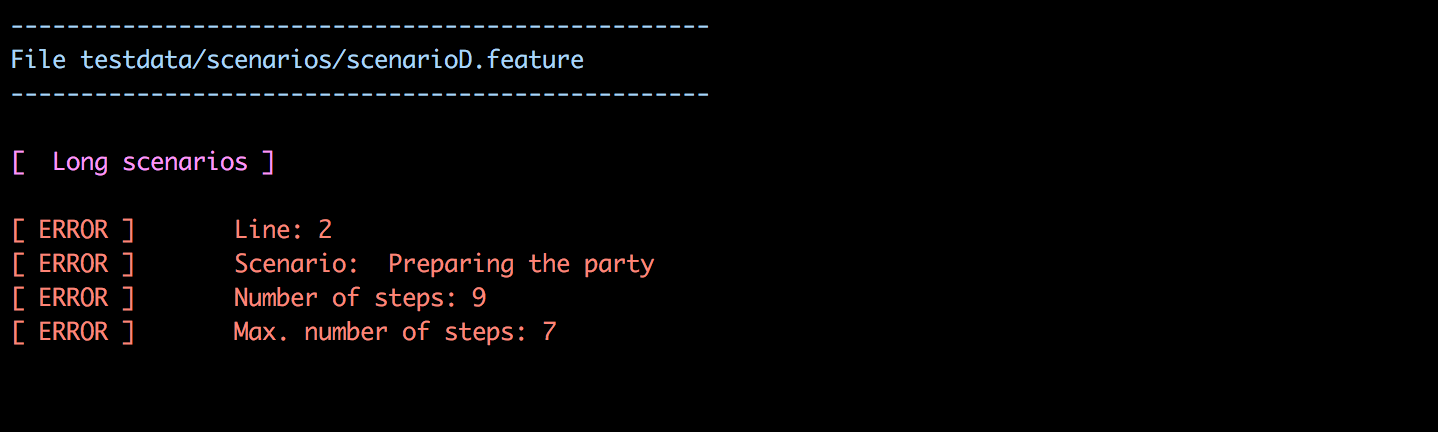 --------------------------------------------------
File testdata/scenarios/scenarioD.feature
--------------------------------------------------
[  Long scenarios ]
[ ERROR ]       Line: 2
[ ERROR ]       Scenario:  Preparing the party
[ ERROR ]       Number of steps: 9
[ ERROR ]       Max. number of steps: 7